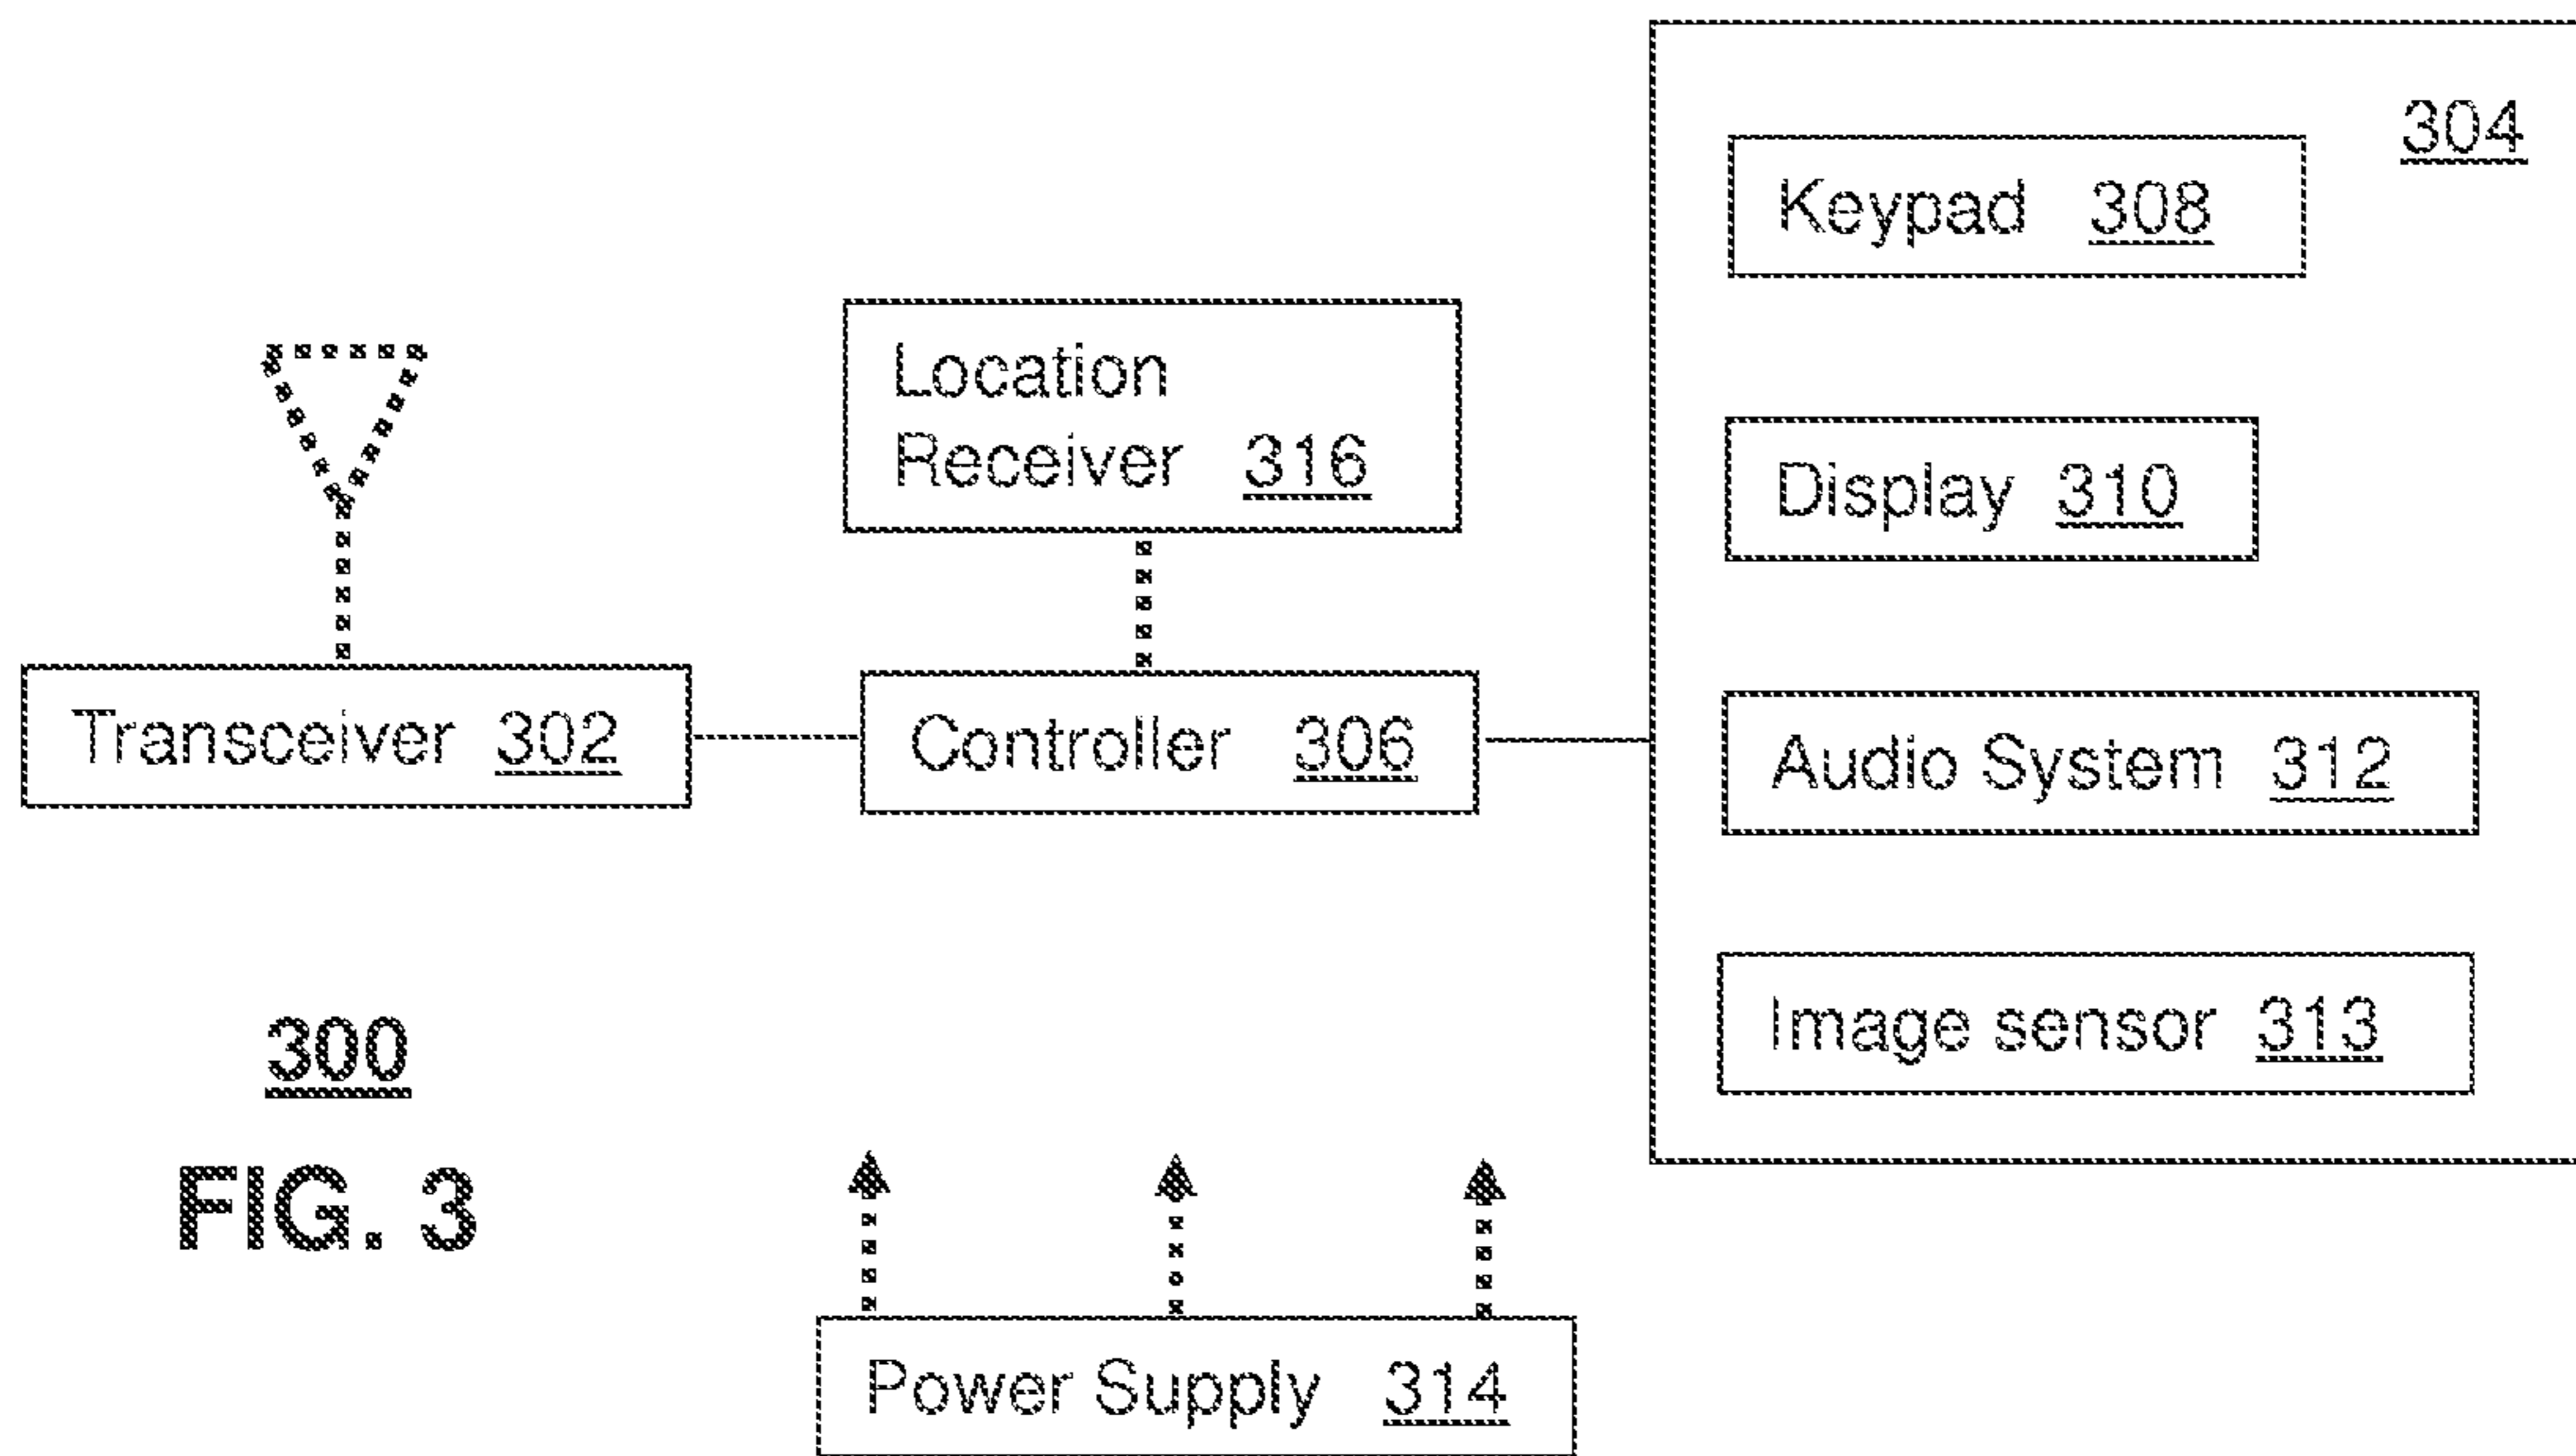 304
Keypad 308
Location
Receiver 316
Display 310
Transceiver 302
Controller 306
Audio System 312
Image sensor 313
300
FIG. 3
Power Supply 314